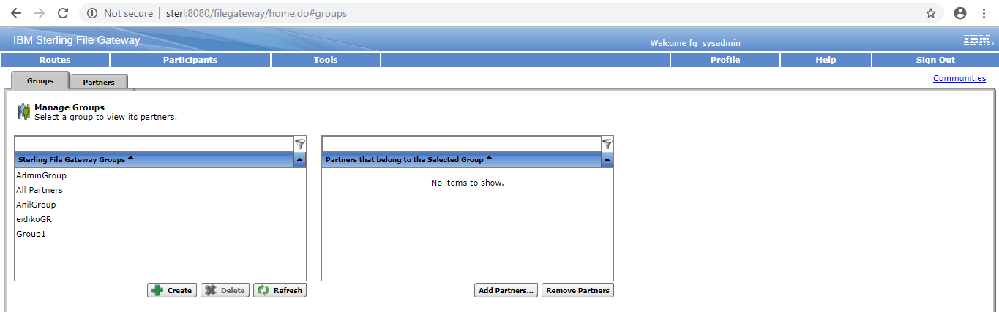 Not secure | sterl:8080/filegateway/home.do#groups
IBM Sterling File Gateway
Welcome fg_sysadmin
IBM.
Routes Participants Tools Profile Help Sign Out
Groups Partners
Communities
Manage Groups
Select a group to view its partners.
Sterling File Gateway Groups Partners that belong to the Selected Group
AdminGroup
No items to show.
All Partners
AnilGroup
eidikoGR
Group1
Create Delete Refresh Add Partners... Remove Partners